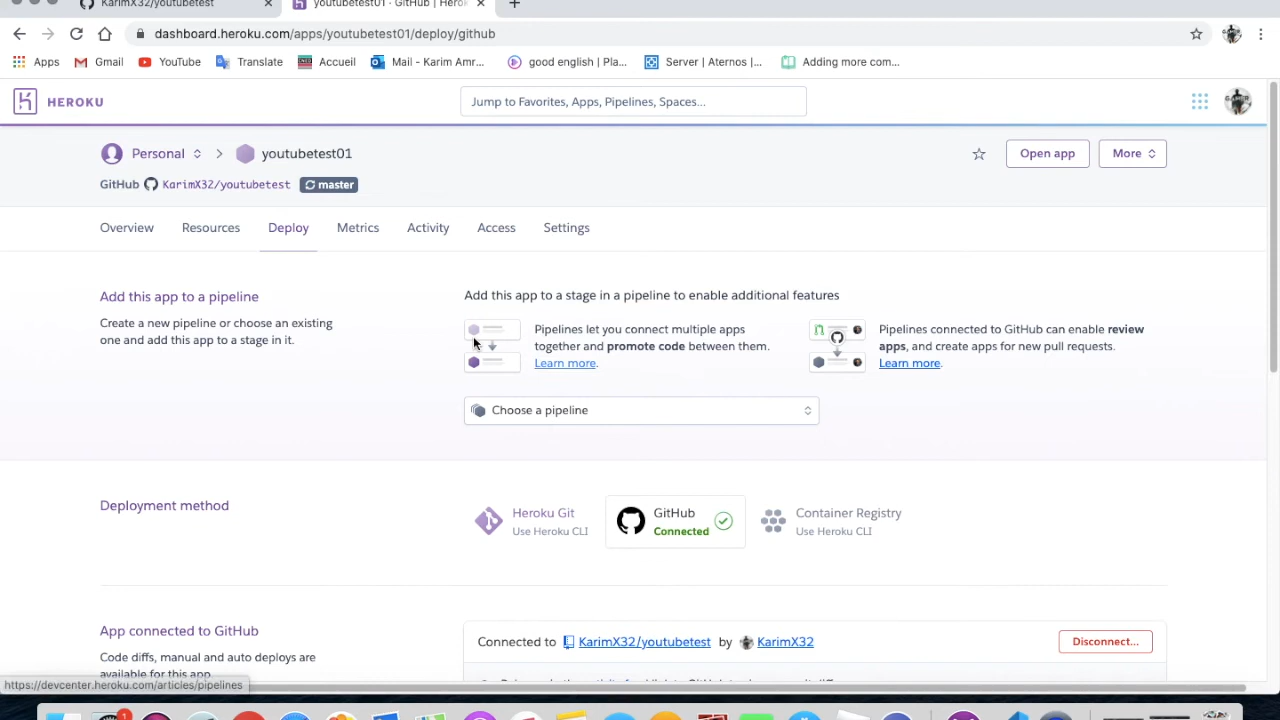 KarimX32/youtubetest
youtubetest01 · GitHub | Herok
dashboard.heroku.com/apps/youtubetest01/deploy/github
Apps Gmail YouTube Translate Accueil Mail - Karim Amr... good english | Pla... Server | Aternos |... Adding more com...
HEROKU
Jump to Favorites, Apps, Pipelines, Spaces...
Personal youtubetest01
Open app
More
GitHub KarimX32/youtubetest master
Overview Resources Deploy Metrics Activity Access Settings
Add this app to a pipeline
Create a new pipeline or choose an existing
one and add this app to a stage in it.
Add this app to a stage in a pipeline to enable additional features
Pipelines let you connect multiple apps
together and promote code between them.
Learn more.
Pipelines connected to GitHub can enable review
apps, and create apps for new pull requests.
Learn more.
Choose a pipeline
Deployment method
Heroku Git
Use Heroku CLI
GitHub
Connected
Container Registry
Use Heroku CLI
App connected to GitHub
Code diffs, manual and auto deploys are
available for this app.
Connected to KarimX32/youtubetest by KarimX32
Disconnect...
https://devcenter.heroku.com/articles/pipelines
1